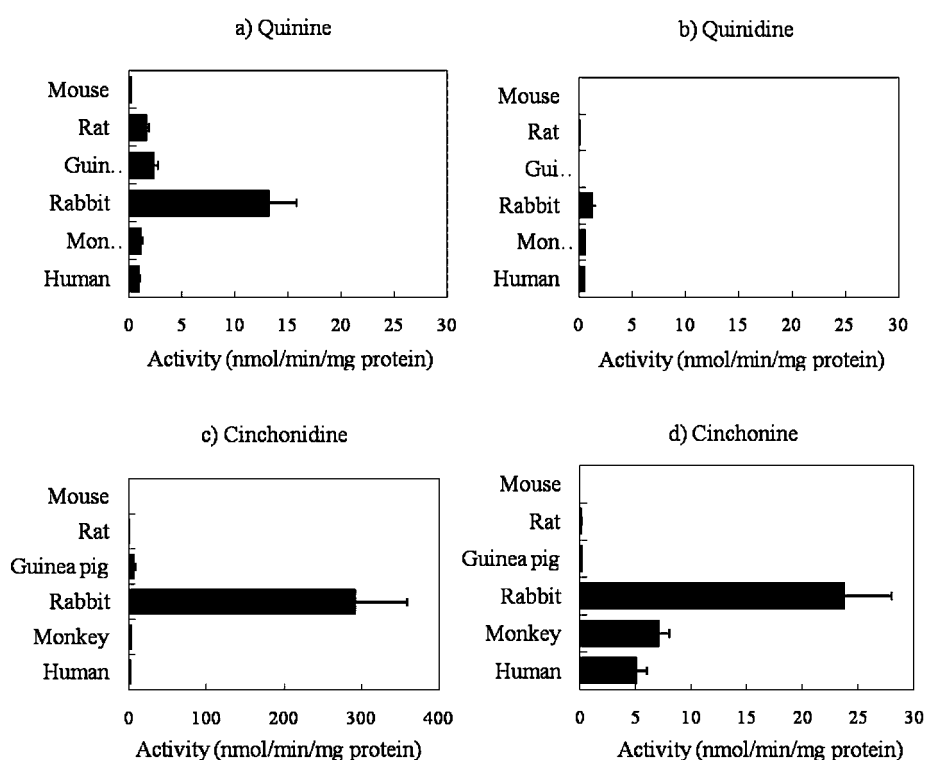 a) Quinine
Mouse
Rat
Guin..
Rabbit
Mon..
Human
0 5 10 15 20 25 30
Activity (nmol/min/mg protein)
b) Quinidine
Mouse
Rat
Gui..
Rabbit
Mon..
Human
0 5 10 15 20 25 30
Activity (nmol/min/mg protein)
c) Cinchonidine
Mouse
Rat
Guinea pig
Rabbit
Monkey
Human
0 100 200 300 400
Activity (nmol/min/mg protein)
d) Cinchonine
Mouse
Rat
Guinea pig
Rabbit
Monkey
Human
0 5 10 15 20 25 30
Activity (nmol/min/mg protein)